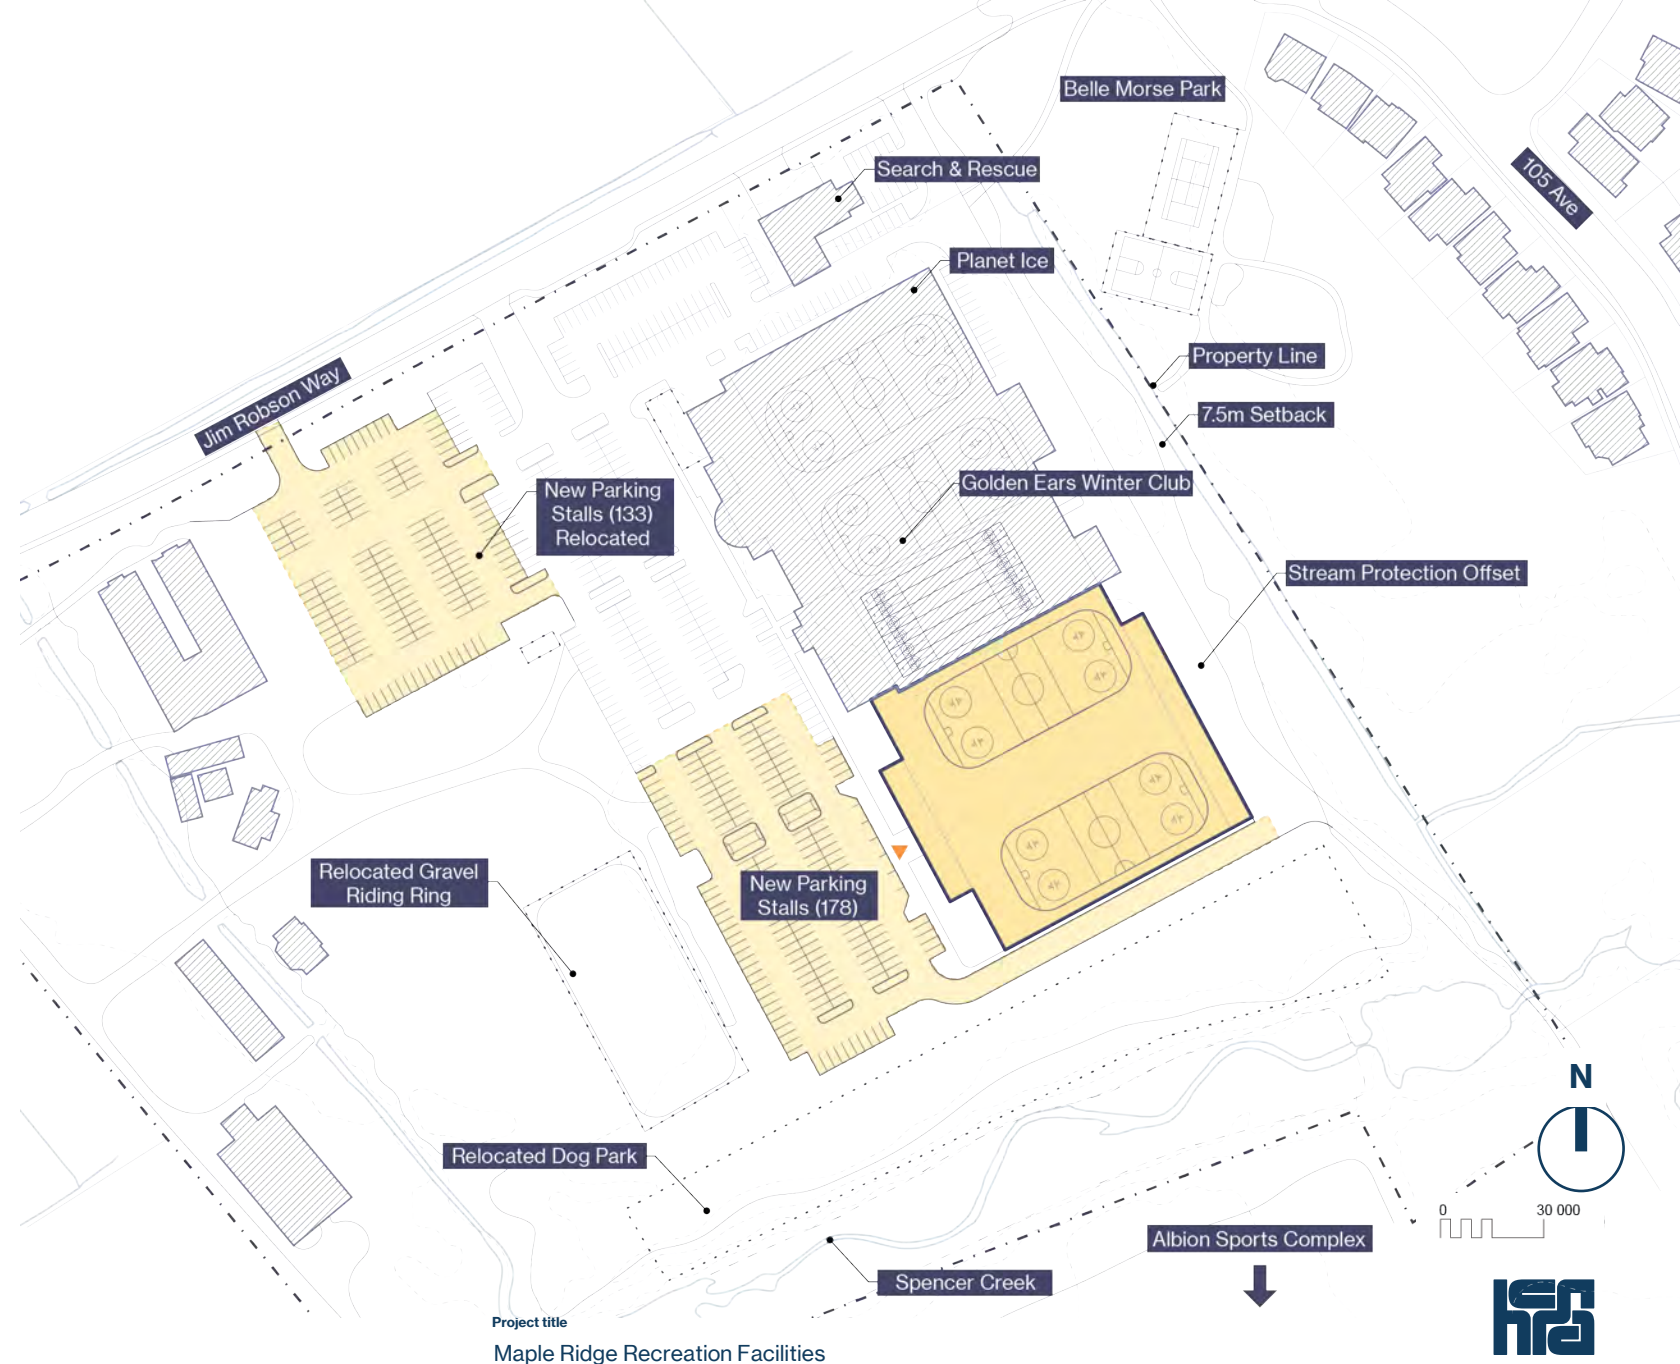 Belle Morse Park
105 Ave
Search & Rescue
Planet Ice
Property Line
Jim Robson Way
7.5m Setback
Golden Ears Winter Club
New Parking
Stalls (133)
Relocated
Stream Protection Offset
Relocated Gravel
Riding Ring
New Parking
Stalls (178)
N
Relocated Dog Park
0 30 000
Albion Sports Complex
Spencer Creek
Project title
Maple Ridge Recreation Facilities